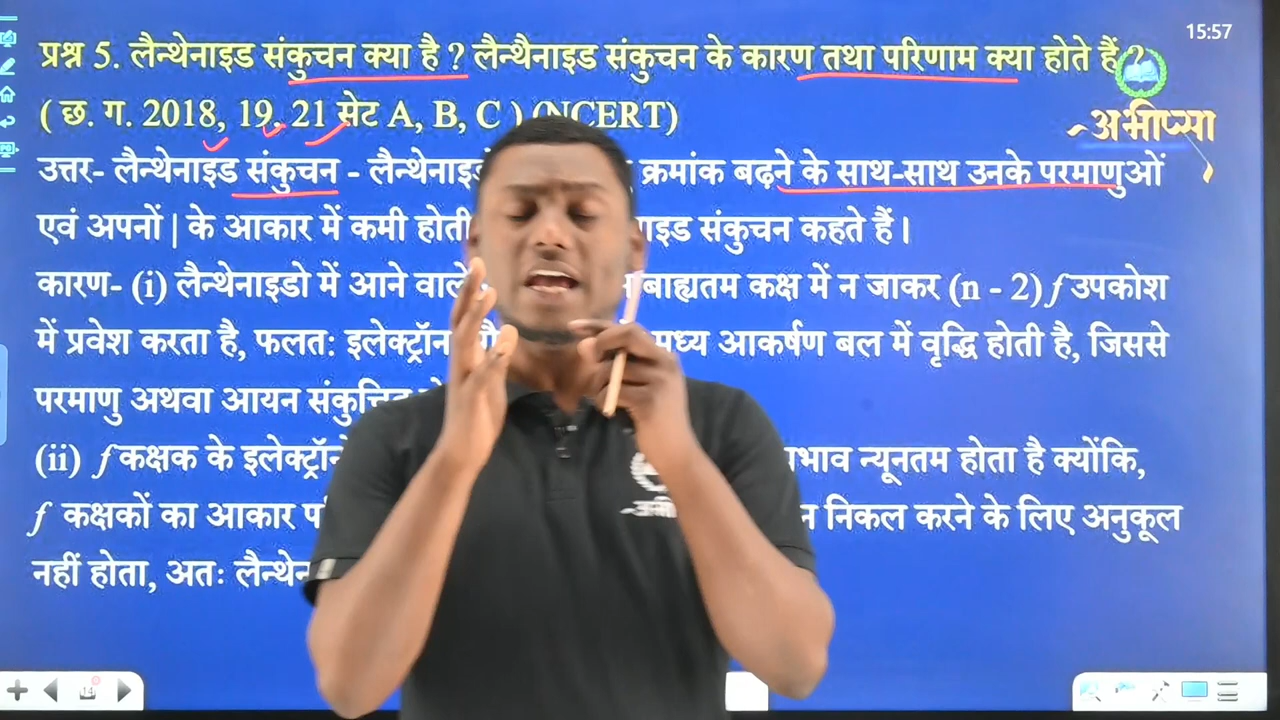 15:57
प्रश्न 5. लैन्थेनाइड संकुचन क्या है ? लैन्थैनाइड संकुचन के कारण तथा परिणाम क्या होते हैं ?
( छ. ग. 2018, 19, 21 सेट A, B, C ) (NCERT)
अभीप्सा
उत्तर- लैन्थेनाइड संकुचन - क्रमांक बढ़ने के साथ-साथ उनके परमाणुओं
एवं अपनों | के आकार में कमी होती संकुचन कहते हैं ।
कारण- (i) लैन्थेनाइडो में आने वाले बाह्यतम कक्ष में न जाकर (n - 2) f उपकोश
में प्रवेश करता है, फलत: इलेक्ट्रॉन मध्य आकर्षण बल में वृद्धि होती है, जिससे
परमाणु अथवा आयन
(ii) f कक्षक के न्यूनतम होता है क्योंकि,
f कक्षकों का आकार निकल करने के लिए अनुकूल
नहीं होता, अतः